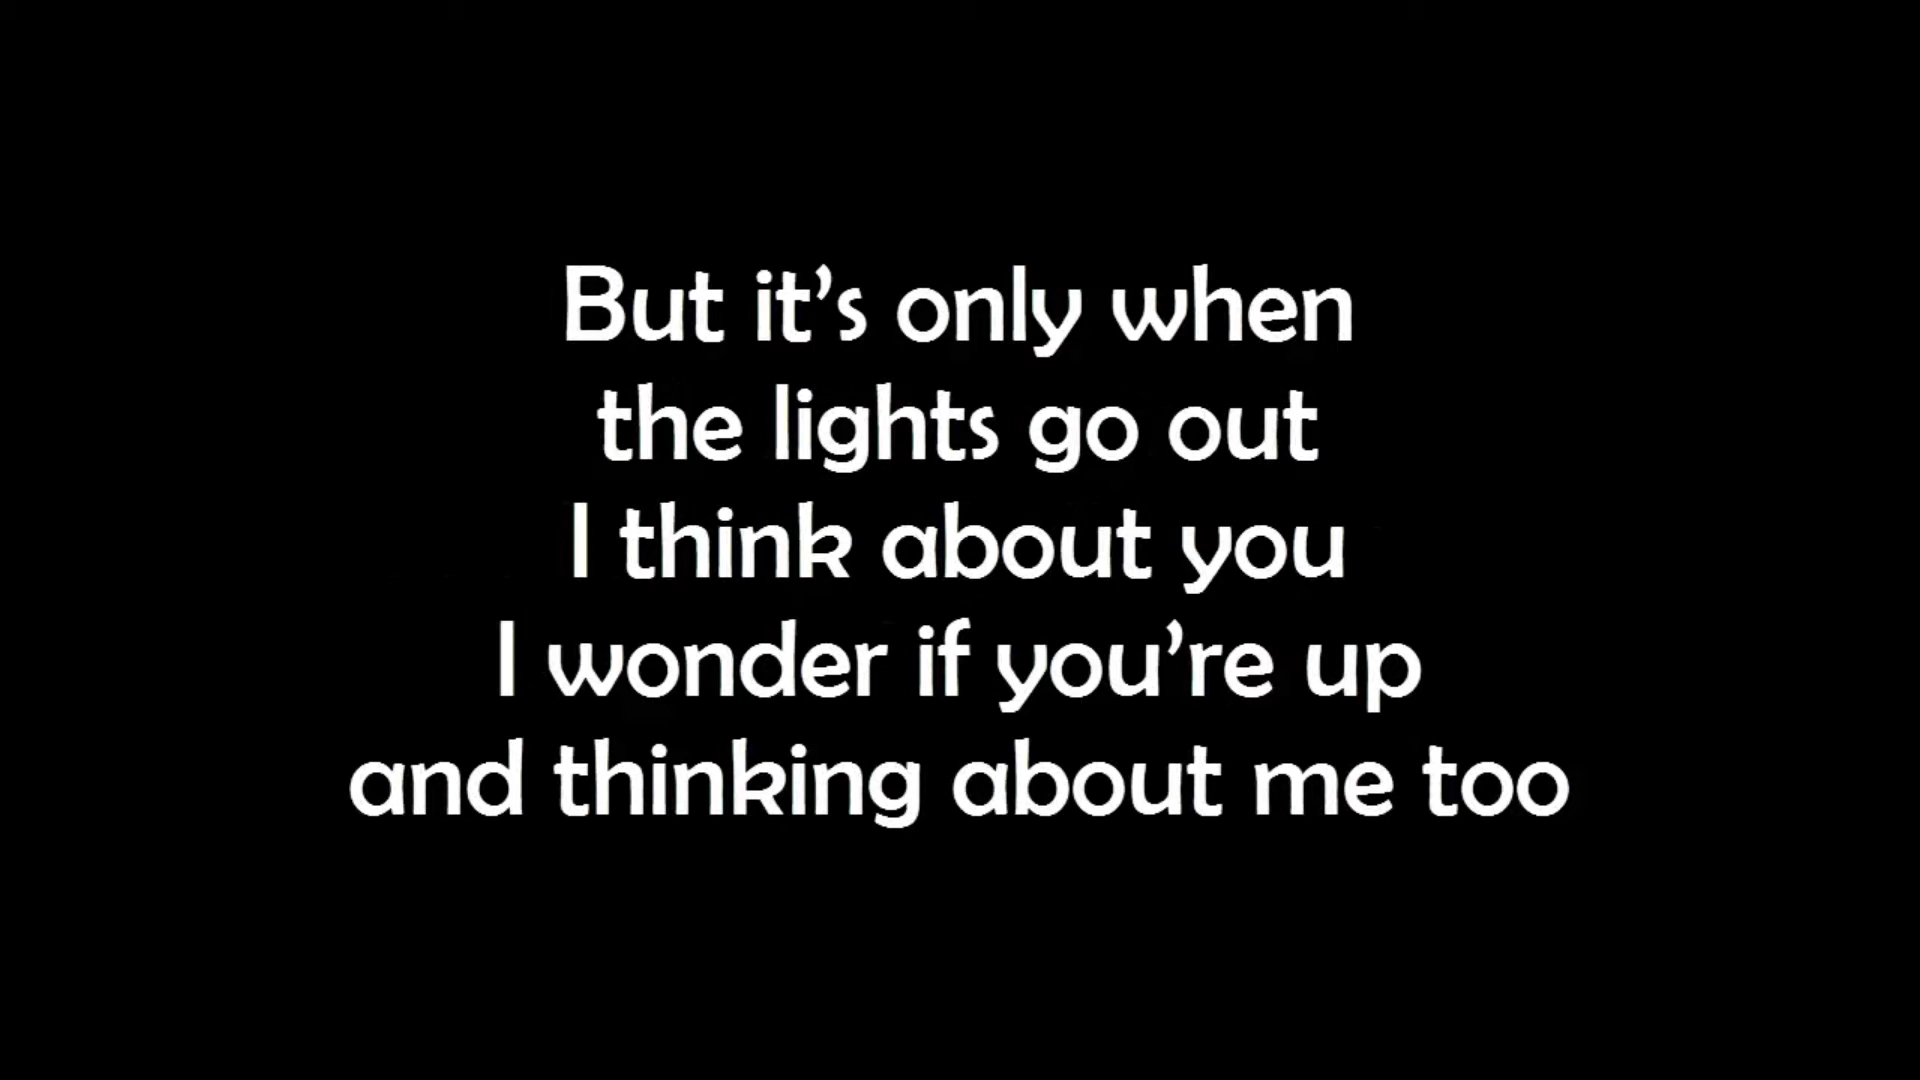 But it’s only when
the lights go out
I think about you
I wonder if you’re up
and thinking about me too